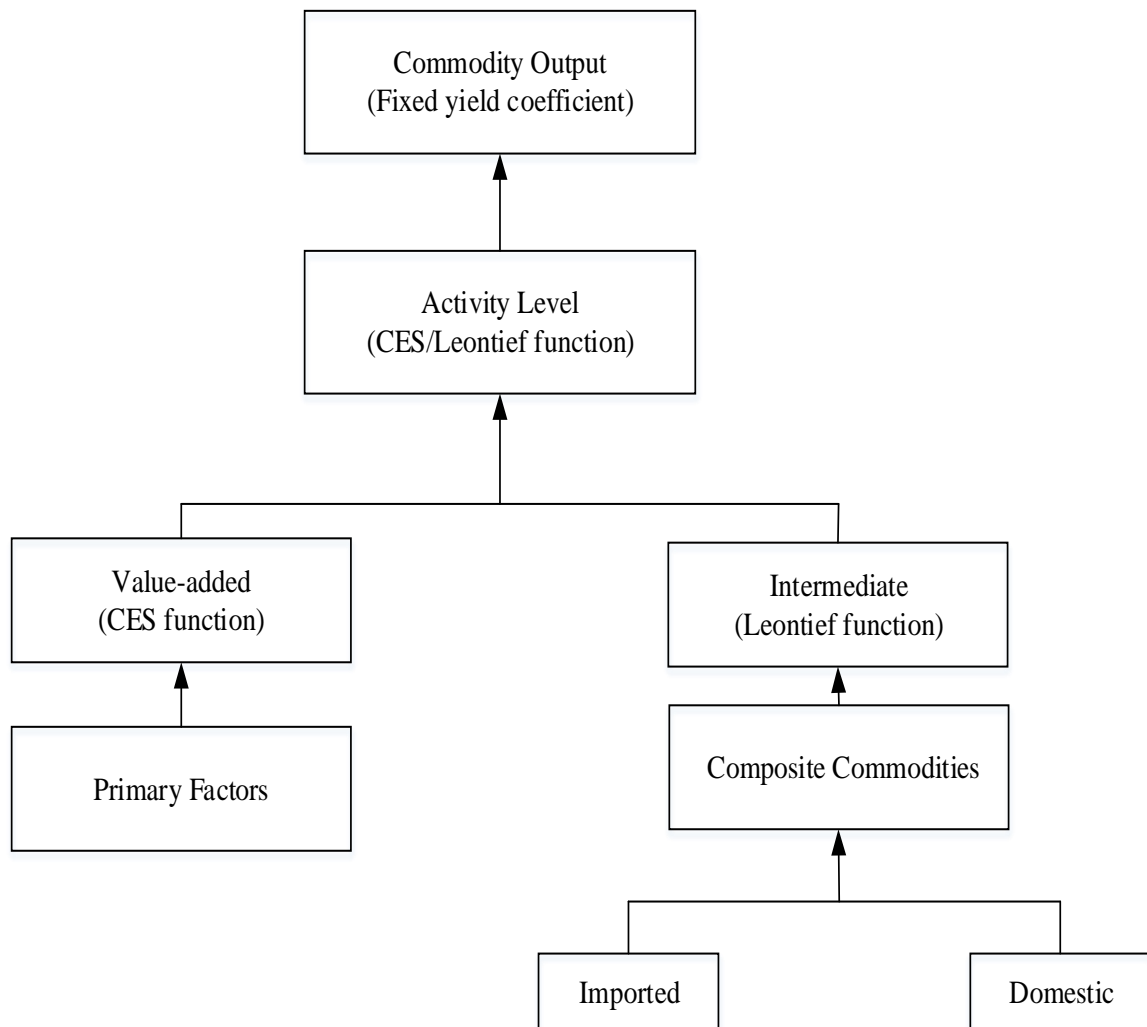 Commodity Output
(Fixed yield coefficient)
Activity Level
(CES/Leontief function)
Value-added
(CES function)
Intermediate
(Leontief function)
Primary Factors
Composite Commodities
Imported
Domestic